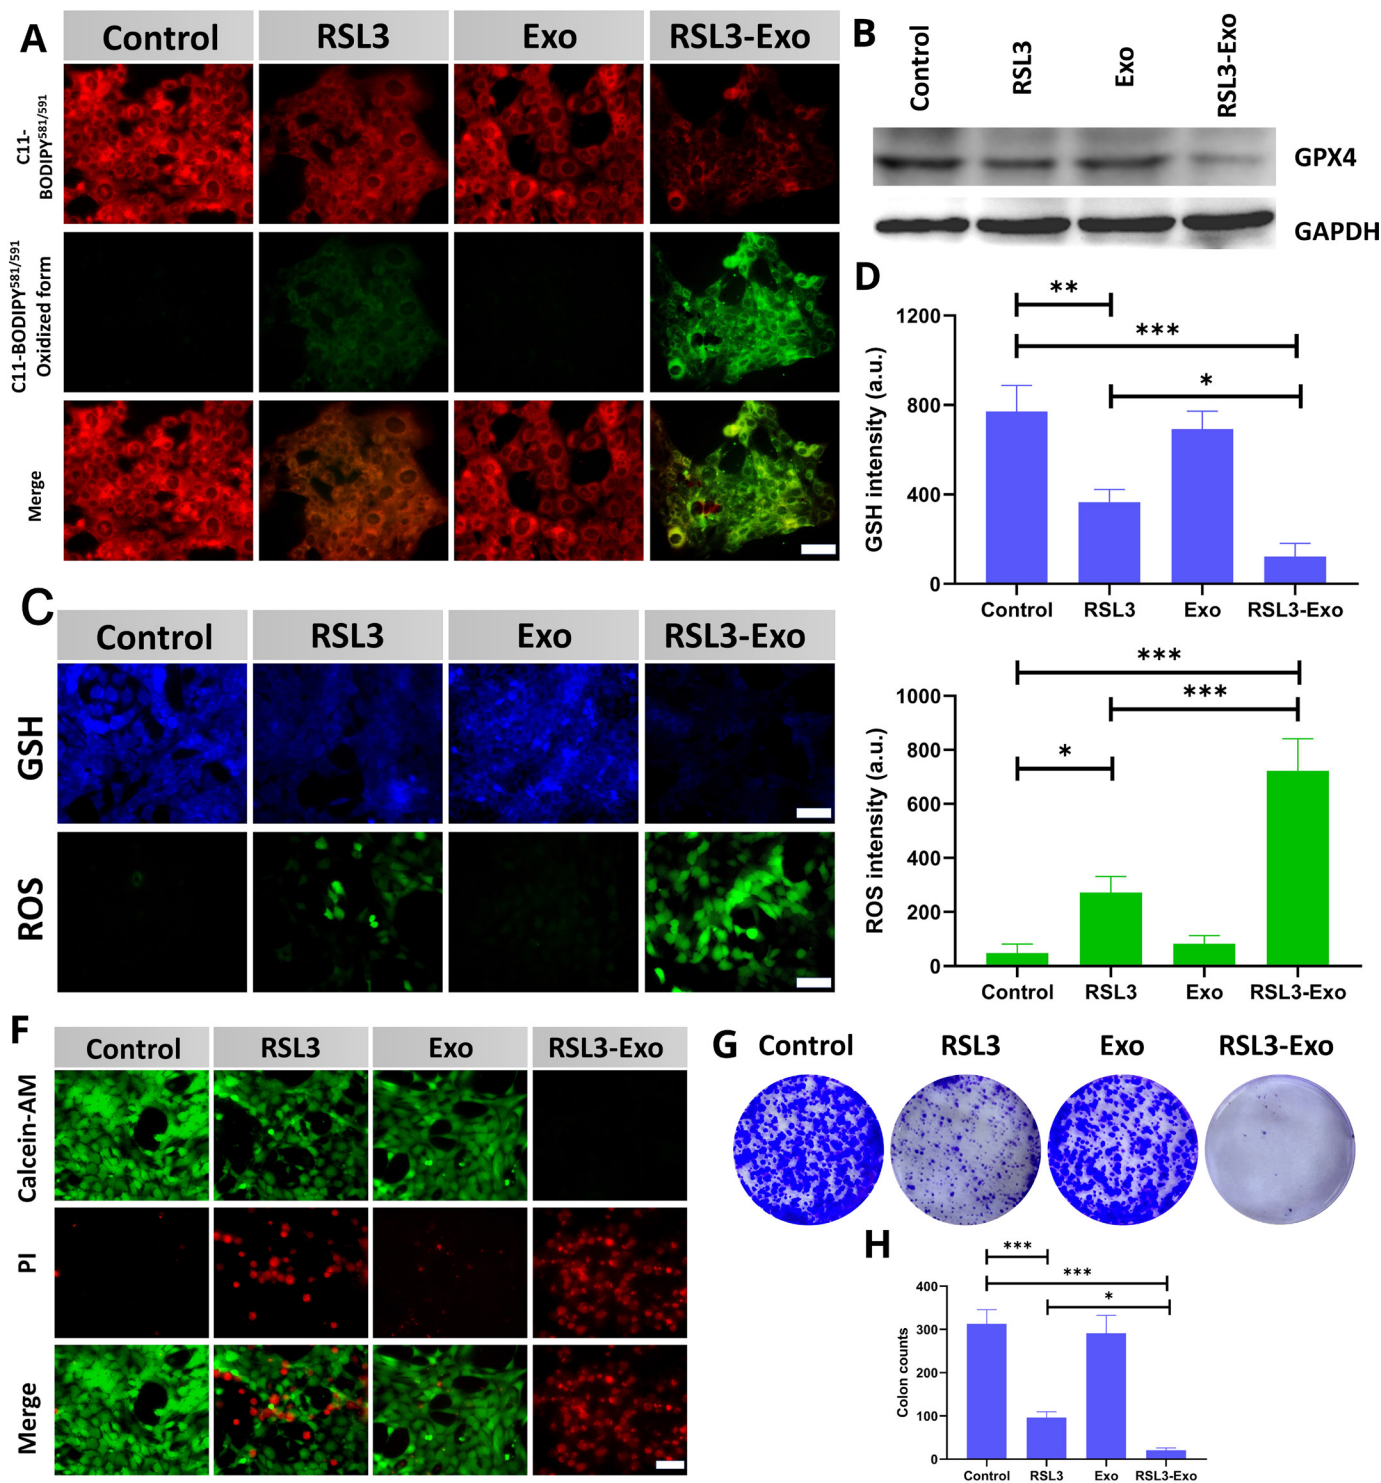 A
Control
RSL3
Exo
RSL3-Exo
C11-
BODIPY581/591
C11-BODIPY581/591
Oxidized form
Merge
B
Control
RSL3
Exo
RSL3-Exo
GPX4
GAPDH
C
Control
RSL3
Exo
RSL3-Exo
GSH
ROS
D
**
***
*
GSH intensity (a.u.)
1200
800
400
0
Control
RSL3
Exo
RSL3-Exo
***
***
*
ROS intensity (a.u.)
1000
800
600
400
200
0
Control
RSL3
Exo
RSL3-Exo
F
Control
RSL3
Exo
RSL3-Exo
Calcein-AM
PI
Merge
G
Control
RSL3
Exo
RSL3-Exo
H
***
***
*
Colon counts
400
300
200
100
0
Control
RSL3
Exo
RSL3-Exo